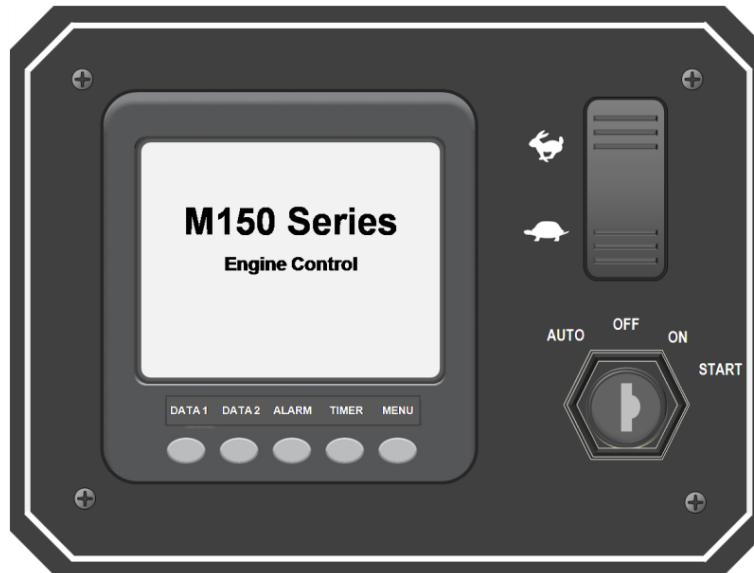 M150 Series
Engine Control
DATA 1 DATA 2 ALARM TIMER MENU
AUTO OFF ON START